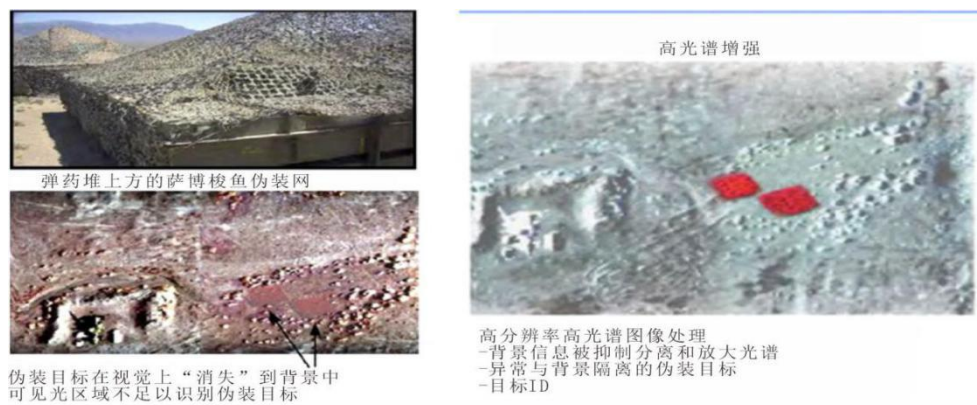 弹药堆上方的萨博梭鱼伪装网
伪装目标在视觉上“消失”到背景中
可见光区域不足以识别伪装目标
高光谱增强
高分辨率高光谱图像处理
-背景信息被抑制分离和放大光谱
-异常与背景隔离的伪装目标
-目标ID